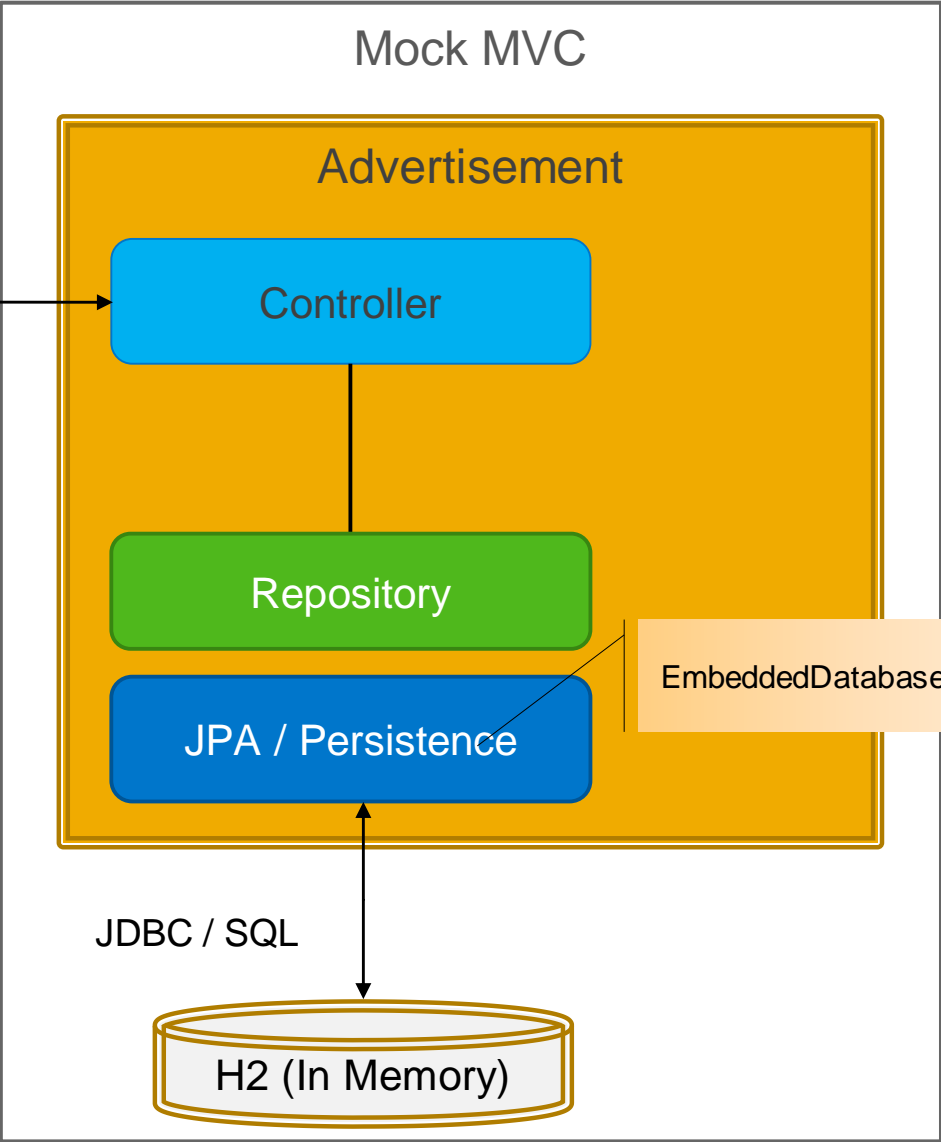 Mock MVC
Advertisement
Controller
Repository
EmbeddedDatabase
JPA / Persistence
JDBC / SQL
H2 (In Memory)